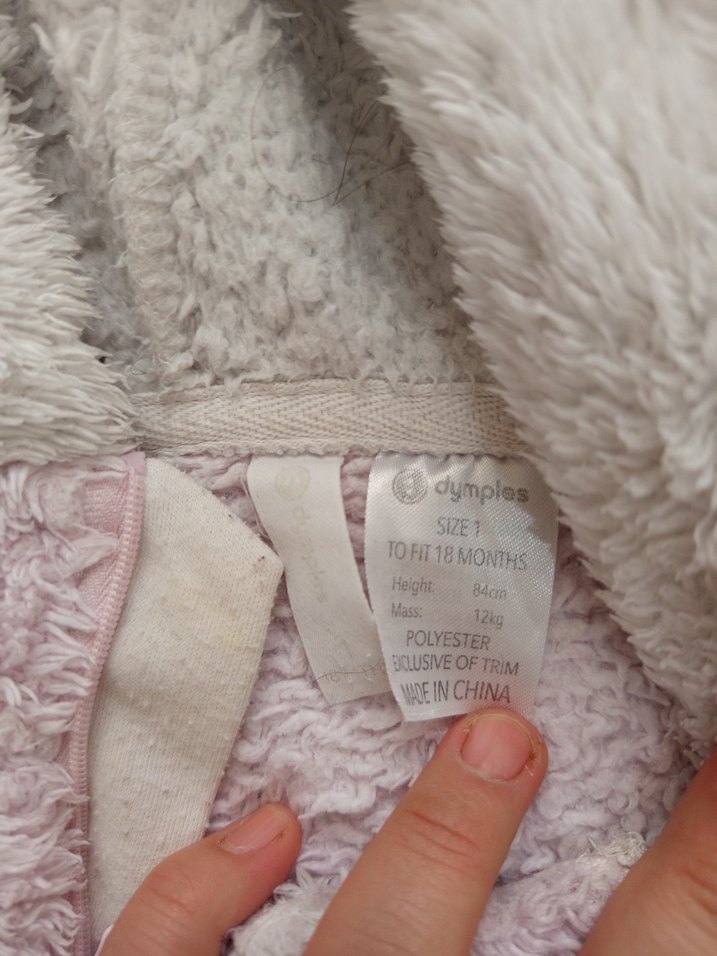 dymples
SIZE 1
TO FIT 18 MONTHS
Height: 84cm
Mass: 12kg
POLYESTER
EXCLUSIVE OF TRIM
MADE IN CHINA